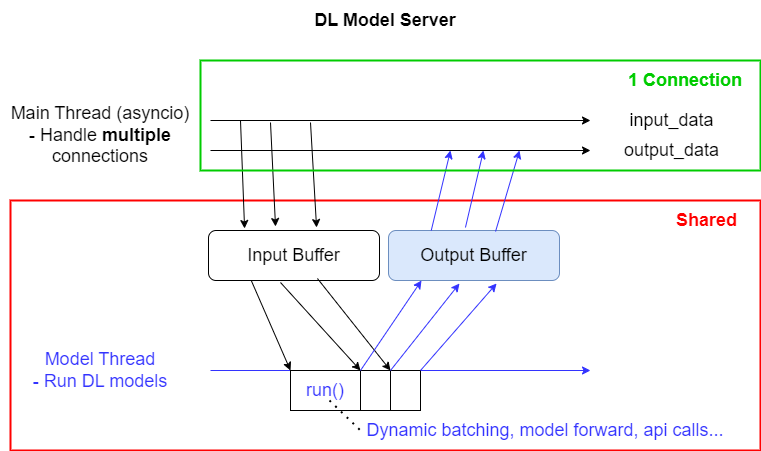 DL Model Server
1 Connection
Main Thread (asyncio)
- Handle multiple
connections
input_data
output_data
Shared
Input Buffer
Output Buffer
Model Thread
- Run DL models
run()
Dynamic batching, model forward, api calls...